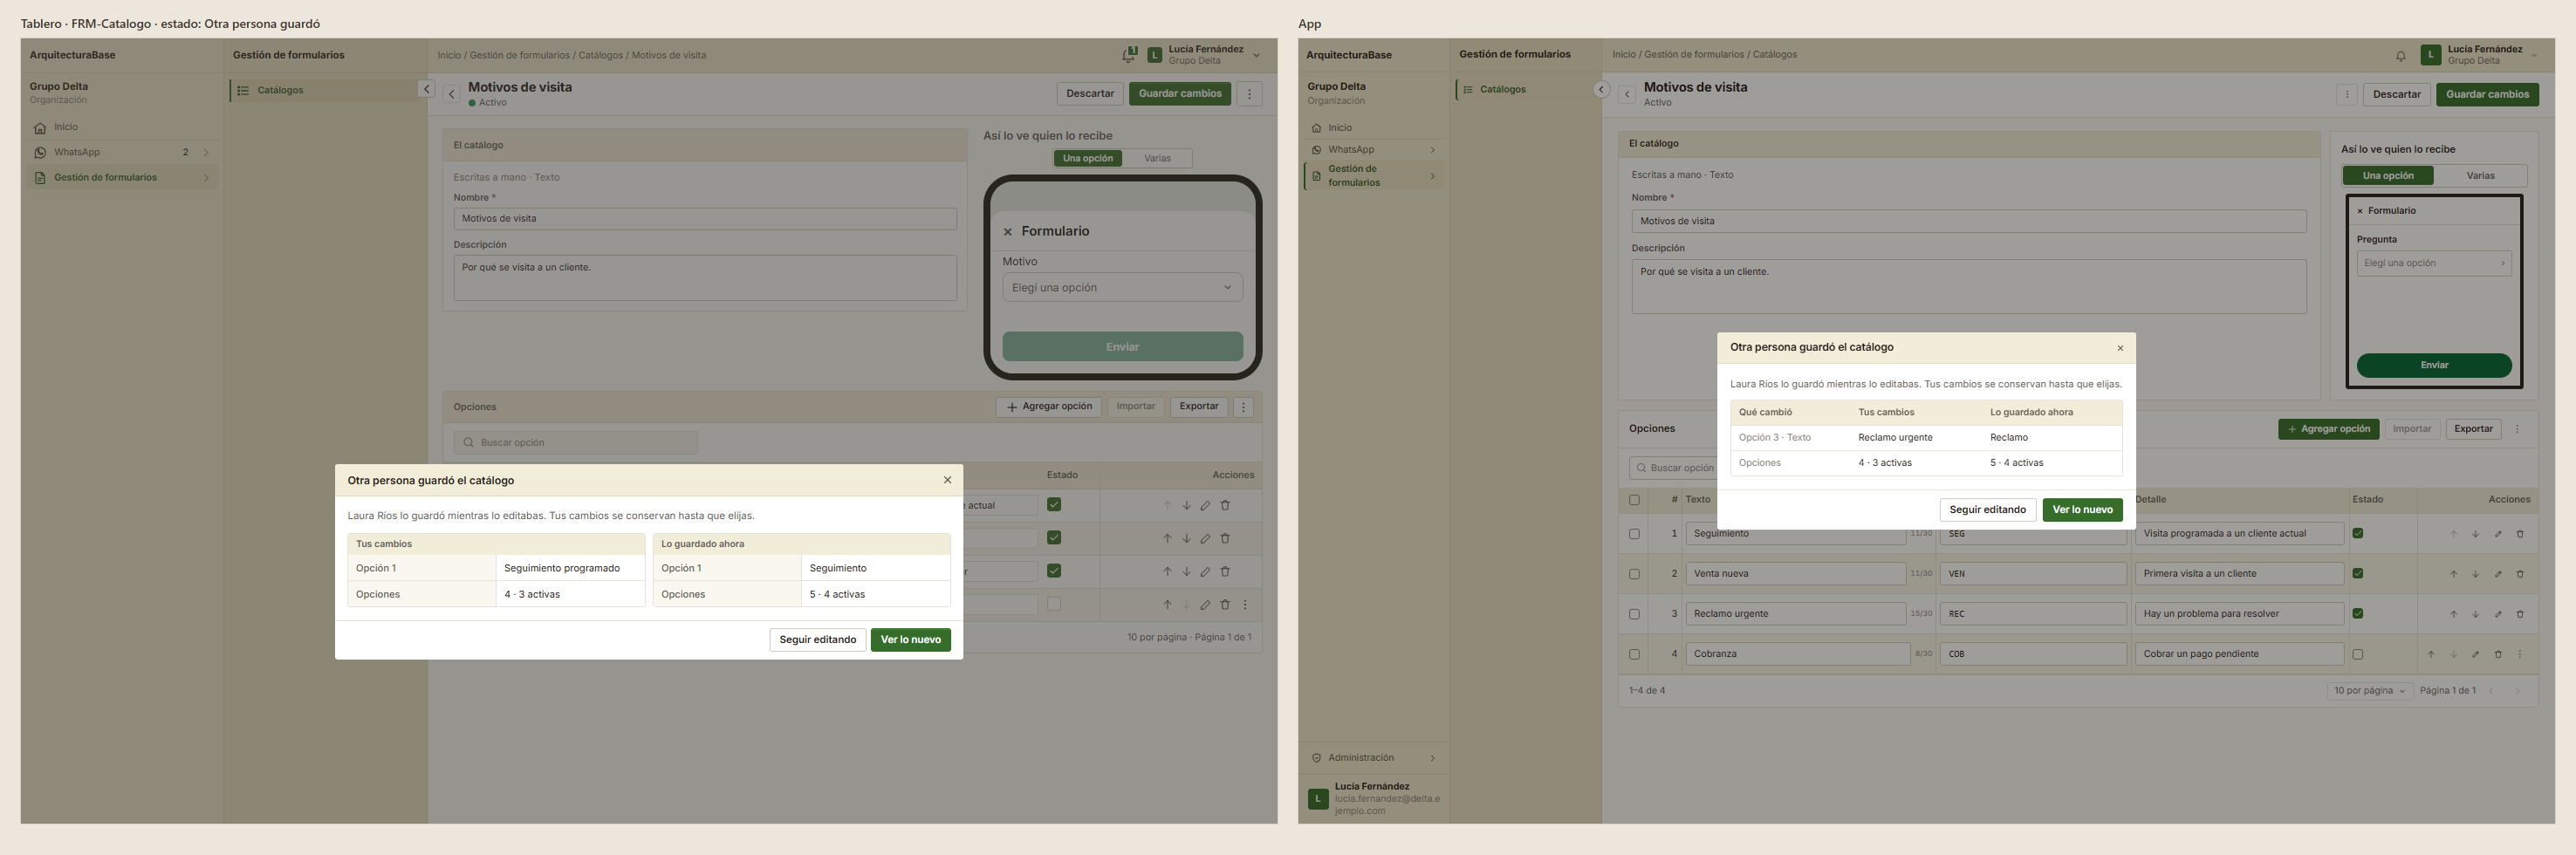 Tablero · FRM-Catalogo · estado: Otra persona guardó
ArquitecturaBase
Grupo Delta
Organización
Inicio
WhatsApp 2
Gestión de formularios
Gestión de formularios
Catálogos
Inicio / Gestión de formularios / Catálogos / Motivos de visita
1
L
Lucía Fernández
Grupo Delta
Motivos de visita
Activo
Descartar
Guardar cambios
El catálogo
Escritas a mano · Texto
Nombre *
Motivos de visita
Descripción
Por qué se visita a un cliente.
Así lo ve quien lo recibe
Una opción
Varias
× Formulario
Motivo
Elegí una opción
Enviar
Opciones
+ Agregar opción
Importar
Exportar
Buscar opción
Estado
Acciones
actual
10 por página · Página 1 de 1
Otra persona guardó el catálogo
×
Laura Ríos lo guardó mientras lo editabas. Tus cambios se conservan hasta que elijas.
Tus cambios
Opción 1 Seguimiento programado
Opciones 4 · 3 activas
Lo guardado ahora
Opción 1 Seguimiento
Opciones 5 · 4 activas
Seguir editando
Ver lo nuevo
App
ArquitecturaBase
Grupo Delta
Organización
Inicio
WhatsApp
Gestión de
formularios
Administración
L
Lucía Fernández
lucia.fernandez@delta.e
jemplo.com
Gestión de formularios
Catálogos
Inicio / Gestión de formularios / Catálogos
L
Lucía Fernández
Grupo Delta
Motivos de visita
Activo
Descartar
Guardar cambios
El catálogo
Escritas a mano · Texto
Nombre *
Motivos de visita
Descripción
Por qué se visita a un cliente.
Así lo ve quien lo recibe
Una opción
Varias
× Formulario
Pregunta
Elegí una opción
Enviar
Otra persona guardó el catálogo
×
Laura Ríos lo guardó mientras lo editabas. Tus cambios se conservan hasta que elijas.
Qué cambió Tus cambios Lo guardado ahora
Opción 3 · Texto Reclamo urgente Reclamo
Opciones 4 · 3 activas 5 · 4 activas
Seguir editando
Ver lo nuevo
Opciones
+ Agregar opción
Importar
Exportar
Buscar opción
# Texto Detalle Estado Acciones
1 Seguimiento 11/30 SEG Visita programada a un cliente actual
2 Venta nueva 11/30 VEN Primera visita a un cliente
3 Reclamo urgente 15/30 REC Hay un problema para resolver
4 Cobranza 8/30 COB Cobrar un pago pendiente
1–4 de 4
10 por página
Página 1 de 1